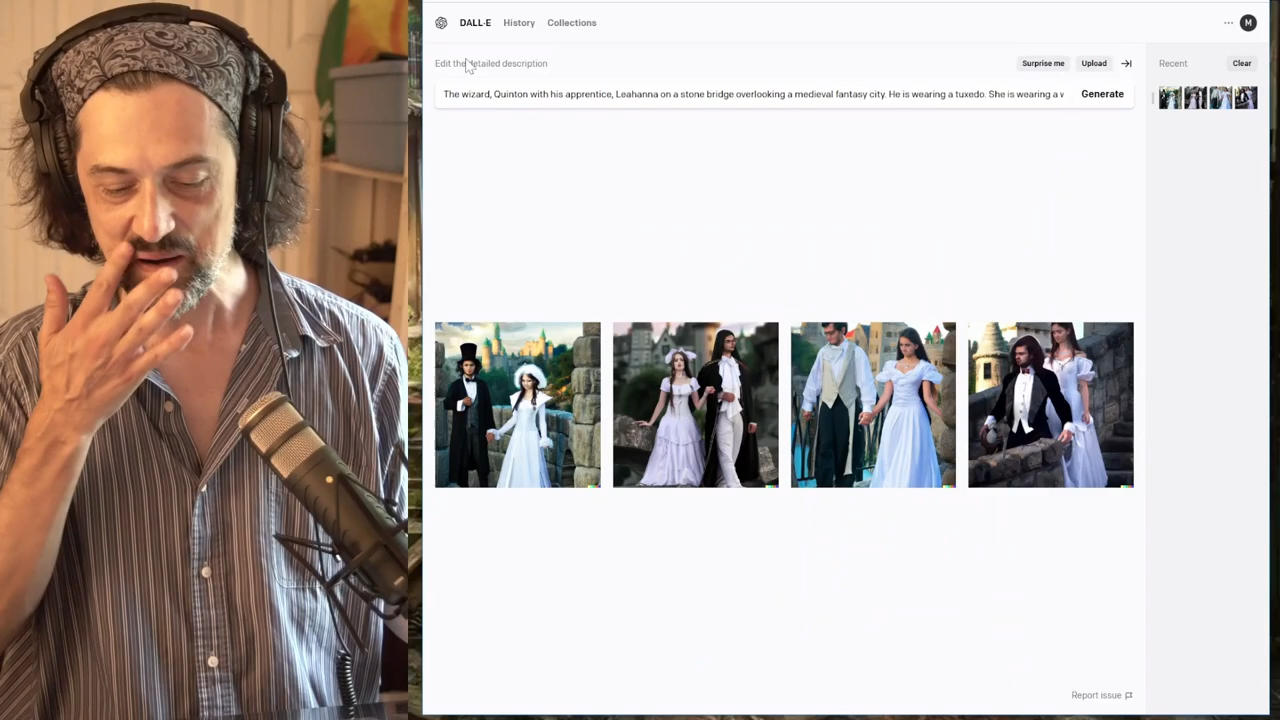 DALL·E History Collections
··· M
Edit the detailed description
Surprise me
Upload
Recent
Clear
The wizard, Quinton with his apprentice, Leahanna on a stone bridge overlooking a medieval fantasy city. He is wearing a tuxedo. She is wearing a
Generate
Report issue